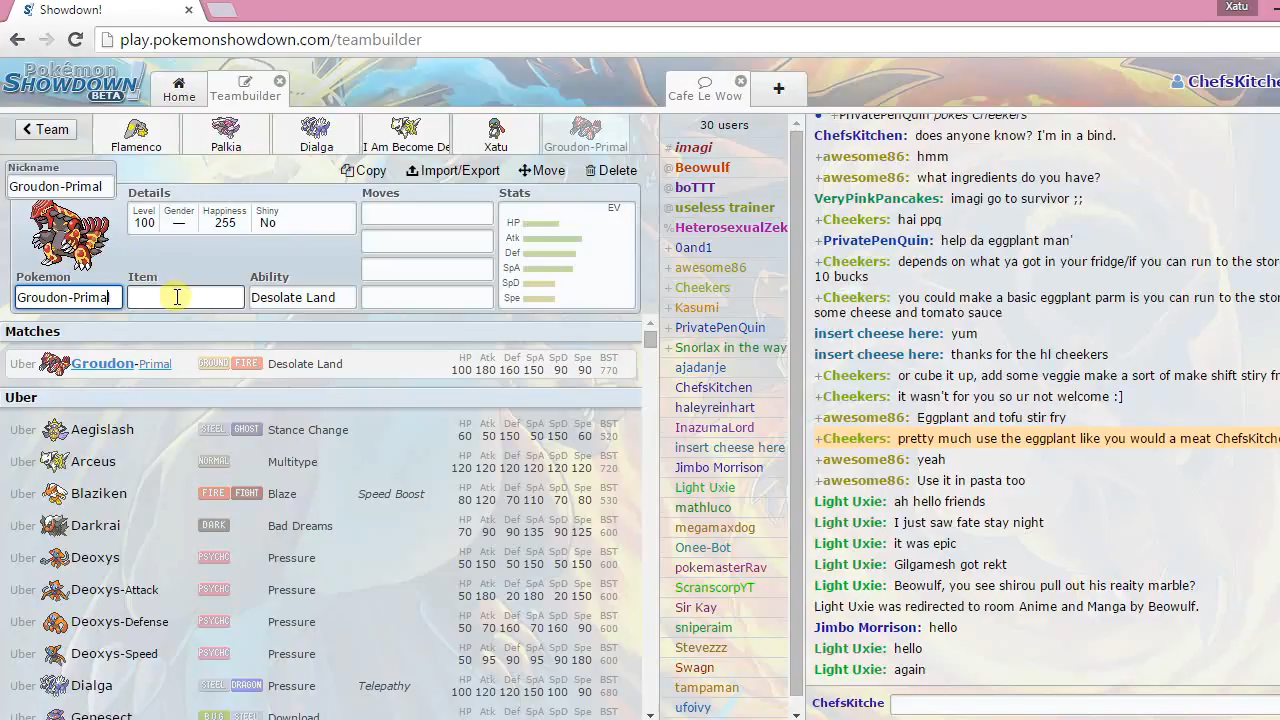 Showdown!
Xatu
play.pokemonshowdown.com/teambuilder
Pokémon
SHOWDOWN!
BETA
Home
Teambuilder
Cafe Le Wow
+
ChefsKitche
Team
Flamenco
Palkia
Dialga
I Am Become De
Xatu
Groudon-Primal
Nickname
Groudon-Primal
Copy
Import/Export
Move
Delete
Details
Moves
Stats
Level Gender Happiness Shiny
100 — 255 No
EV
HP
Atk
Def
SpA
SpD
Spe
Pokemon
Item
Ability
Groudon-Primal
Desolate Land
Matches
Uber Groudon-Primal GROUND FIRE Desolate Land HP 100 Atk 180 Def 160 SpA 150 SpD 90 Spe 90 BST 770
Uber
Uber Aegislash STEEL GHOST Stance Change HP 60 Atk 50 Def 150 SpA 50 SpD 150 Spe 60 BST 520
Uber Arceus NORMAL Multitype HP 120 Atk 120 Def 120 SpA 120 SpD 120 Spe 120 BST 720
Uber Blaziken FIRE FIGHT Blaze Speed Boost HP 80 Atk 120 Def 70 SpA 110 SpD 70 Spe 80 BST 530
Uber Darkrai DARK Bad Dreams HP 70 Atk 90 Def 90 SpA 135 SpD 90 Spe 125 BST 600
Uber Deoxys PSYCHC Pressure HP 50 Atk 150 Def 50 SpA 150 SpD 50 Spe 150 BST 600
Uber Deoxys-Attack PSYCHC Pressure HP 50 Atk 180 Def 20 SpA 180 SpD 20 Spe 150 BST 600
Uber Deoxys-Defense PSYCHC Pressure HP 50 Atk 70 Def 160 SpA 70 SpD 160 Spe 90 BST 600
Uber Deoxys-Speed PSYCHC Pressure HP 50 Atk 95 Def 90 SpA 95 SpD 90 Spe 180 BST 600
Uber Dialga STEEL DRAGON Pressure Telepathy HP 100 Atk 120 Def 120 SpA 150 SpD 100 Spe 90 BST 680
Uber Genesect BUG STEEL Download HP Atk Def SpA SpD Spe BST
30 users
# imagi
@ Beowulf
@ boTTT
@ useless trainer
% HeterosexualZek
+ 0and1
+ awesome86
+ Cheekers
+ Kasumi
+ PrivatePenQuin
+ Snorlax in the way
ajadanje
ChefsKitchen
haleyreinhart
InazumaLord
insert cheese here
Jimbo Morrison
Light Uxie
mathluco
megamaxdog
Onee-Bot
pokemasterRav
ScranscorpYT
Sir Kay
sniperaim
Stevezzz
Swagn
tampaman
ufoivy
+PrivatePenQuin pokes Cheekers
ChefsKitchen: does anyone know? I'm in a bind.
+awesome86: hmm
+awesome86: what ingredients do you have?
VeryPinkPancakes: imagi go to survivor ;;
+Cheekers: hai ppq
+PrivatePenQuin: help da eggplant man'
+Cheekers: depends on what ya got in your fridge/if you can run to the stor
10 bucks
+Cheekers: you could make a basic eggplant parm is you can run to the sto
some cheese and tomato sauce
insert cheese here: yum
insert cheese here: thanks for the hl cheekers
+Cheekers: or cube it up, add some veggie make a sort of make shift stiry fr
+Cheekers: it wasn't for you so ur not welcome :]
+awesome86: Eggplant and tofu stir fry
+Cheekers: pretty much use the eggplant like you would a meat ChefsKitche
+awesome86: yeah
+awesome86: Use it in pasta too
Light Uxie: ah hello friends
Light Uxie: I just saw fate stay night
Light Uxie: it was epic
Light Uxie: Gilgamesh got rekt
Light Uxie: Beowulf, you see shirou pull out his reaity marble?
Light Uxie was redirected to room Anime and Manga by Beowulf.
Jimbo Morrison: hello
Light Uxie: hello
Light Uxie: again
ChefsKitche